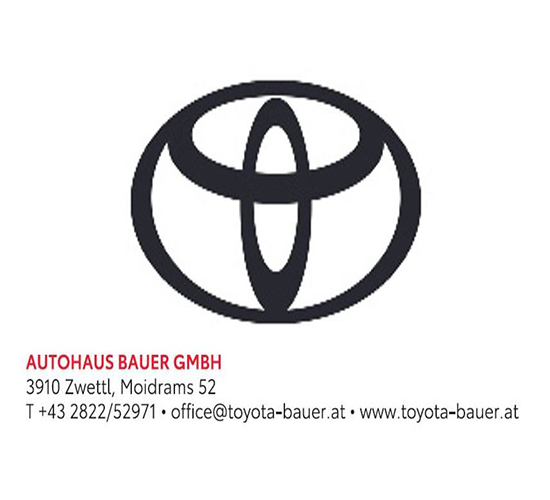 AUTOHAUS BAUER GMBH
3910 Zwettl, Moidrams 52
T +43 2822/52971 • office@toyota-bauer.at • www.toyota-bauer.at